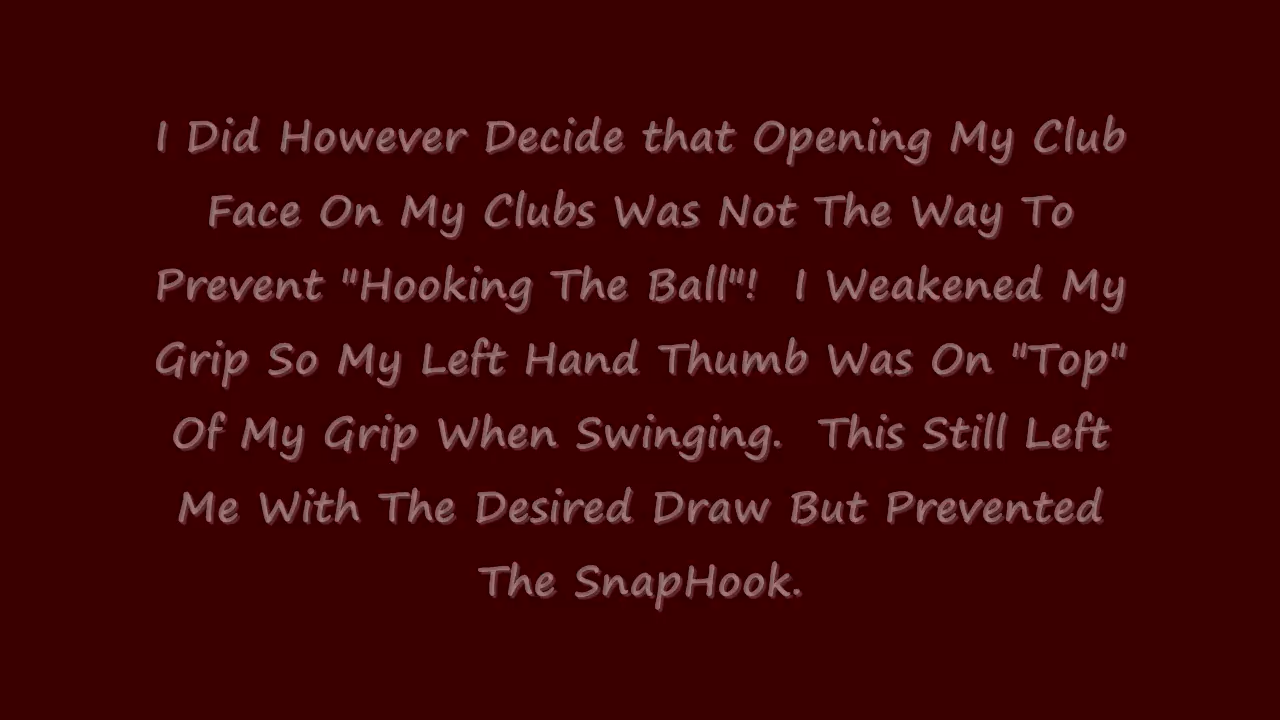 I Did However Decide that Opening My Club
Face On My Clubs Was Not The Way To
Prevent "Hooking The Ball"!  I Weakened My
Grip So My Left Hand Thumb Was On "Top"
Of My Grip When Swinging.  This Still Left
Me With The Desired Draw But Prevented
The SnapHook.